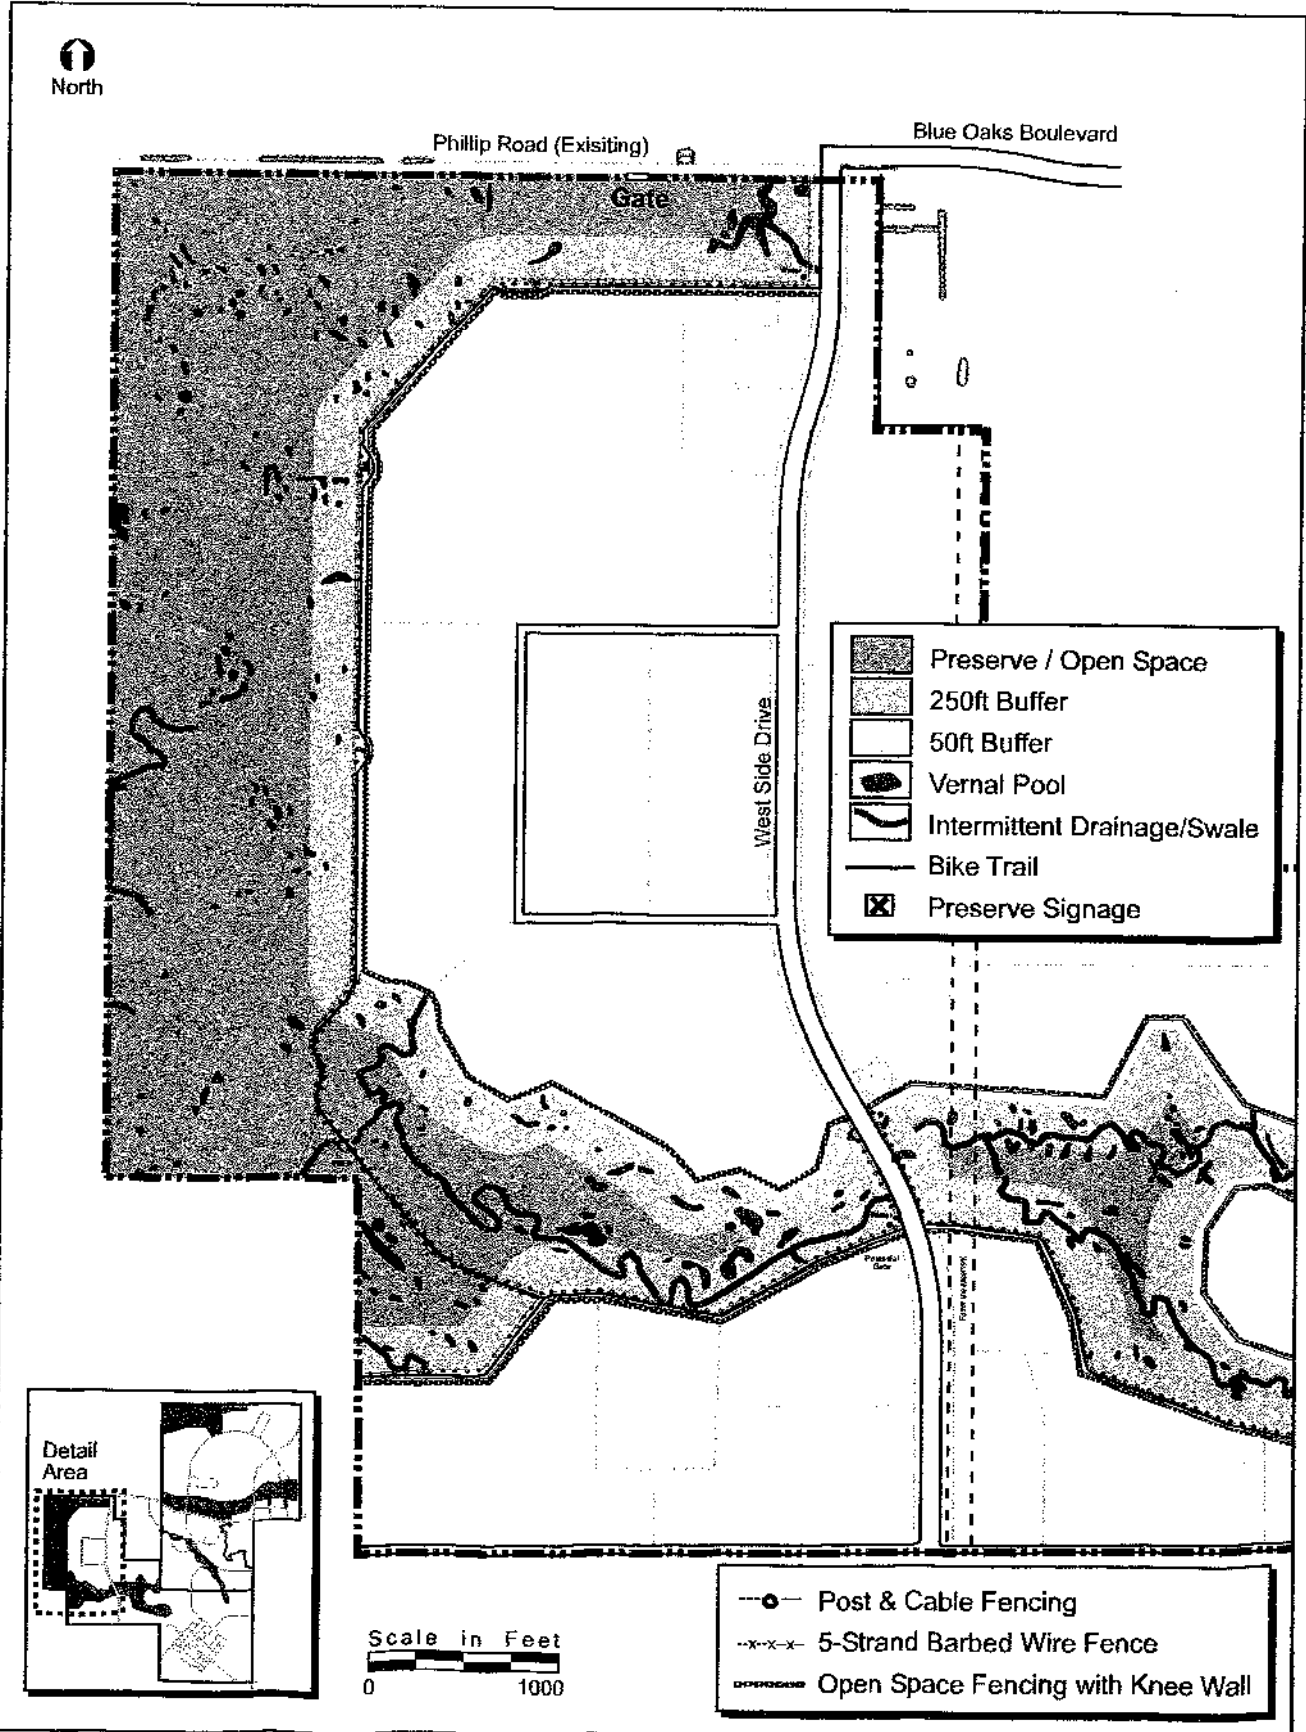 North
Phillip Road (Exisiting)
Blue Oaks Boulevard
Gate
West Side Drive
Preserve / Open Space
250ft Buffer
50ft Buffer
Vernal Pool
Intermittent Drainage/Swale
Bike Trail
Preserve Signage
Potential
Gate
Detail
Area
Scale in Feet
0 1000
Post & Cable Fencing
5-Strand Barbed Wire Fence
Open Space Fencing with Knee Wall